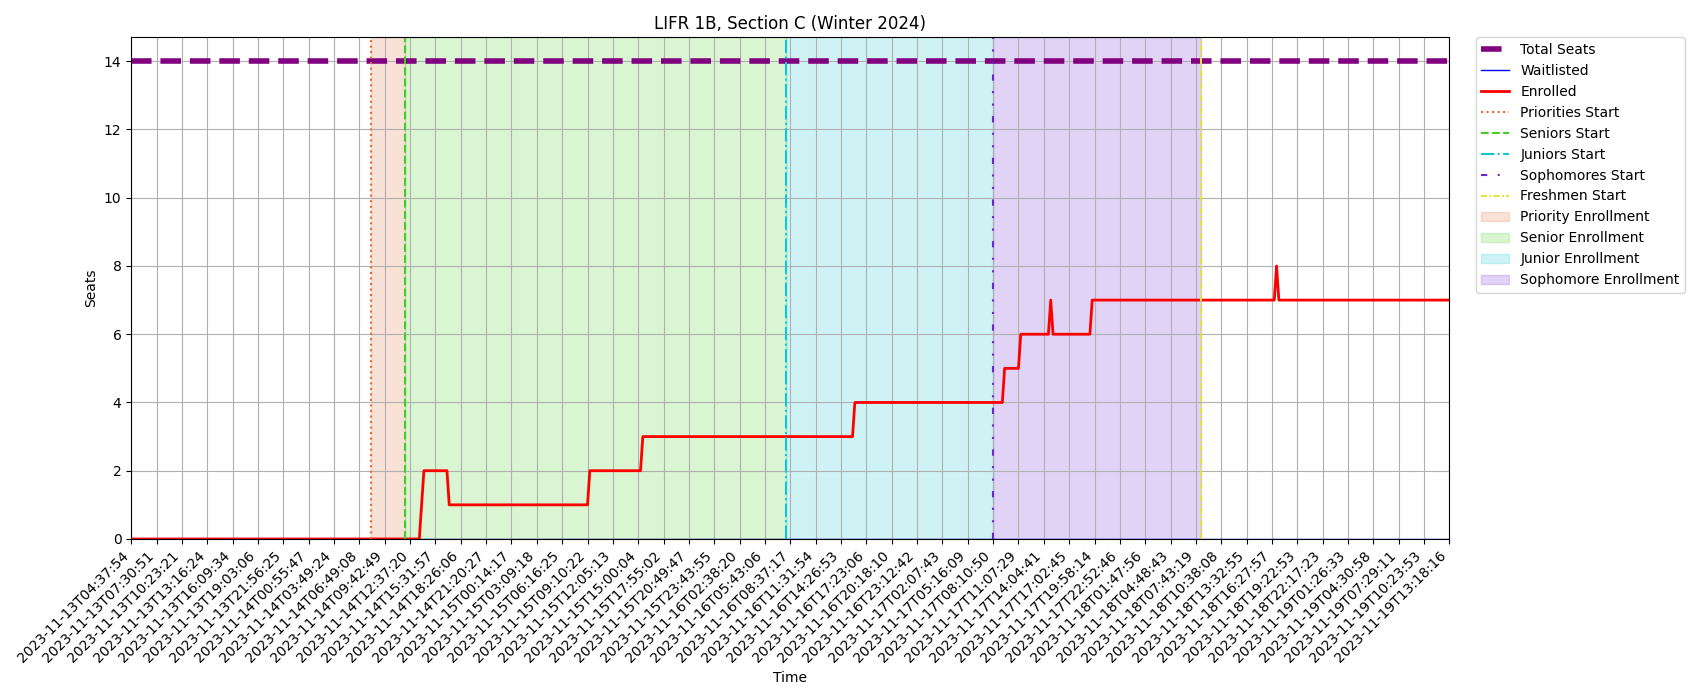 LIFR 1B, Section C (Winter 2024)
14
12
10
8
6
4
2
0
Seats
2023-11-13T04:37:54
2023-11-13T07:30:51
2023-11-13T10:23:21
2023-11-13T13:16:24
2023-11-13T16:09:34
2023-11-13T19:03:06
2023-11-13T21:56:25
2023-11-14T00:55:47
2023-11-14T03:49:24
2023-11-14T06:49:08
2023-11-14T09:42:49
2023-11-14T12:37:20
2023-11-14T15:31:57
2023-11-14T18:26:06
2023-11-14T21:20:27
2023-11-15T00:14:17
2023-11-15T03:09:18
2023-11-15T06:16:25
2023-11-15T09:10:22
2023-11-15T12:05:13
2023-11-15T15:00:04
2023-11-15T17:55:02
2023-11-15T20:49:47
2023-11-15T23:43:55
2023-11-16T02:38:20
2023-11-16T05:43:06
2023-11-16T08:37:17
2023-11-16T11:31:54
2023-11-16T14:26:53
2023-11-16T17:23:06
2023-11-16T20:18:10
2023-11-16T23:12:42
2023-11-17T02:07:43
2023-11-17T05:16:09
2023-11-17T08:10:50
2023-11-17T11:07:29
2023-11-17T14:04:41
2023-11-17T17:02:45
2023-11-17T19:58:14
2023-11-17T22:52:46
2023-11-18T01:47:56
2023-11-18T04:48:43
2023-11-18T07:43:19
2023-11-18T10:38:08
2023-11-18T13:32:55
2023-11-18T16:27:57
2023-11-18T19:22:53
2023-11-18T22:17:23
2023-11-19T01:26:33
2023-11-19T04:30:58
2023-11-19T07:29:11
2023-11-19T10:23:53
2023-11-19T13:18:16
Time
Total Seats
Waitlisted
Enrolled
Priorities Start
Seniors Start
Juniors Start
Sophomores Start
Freshmen Start
Priority Enrollment
Senior Enrollment
Junior Enrollment
Sophomore Enrollment